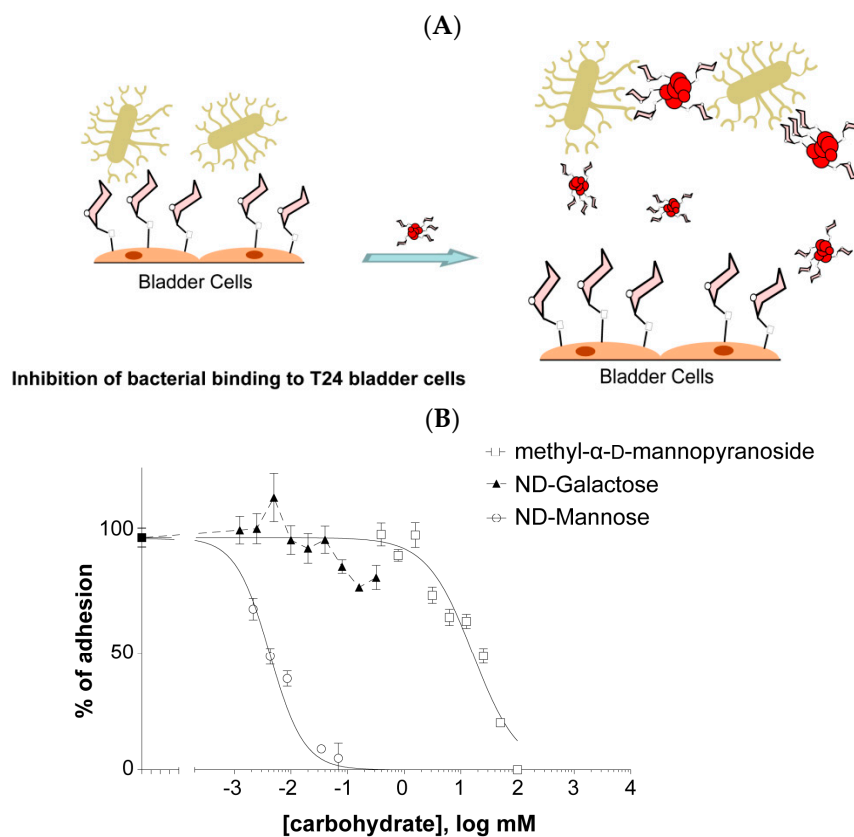 (A)
Bladder Cells
Bladder Cells
Inhibition of bacterial binding to T24 bladder cells
(B)
methyl-α-D-mannopyranoside
ND-Galactose
ND-Mannose
100
50
0
% of adhesion
-3 -2 -1 0 1 2 3 4
[carbohydrate], log mM